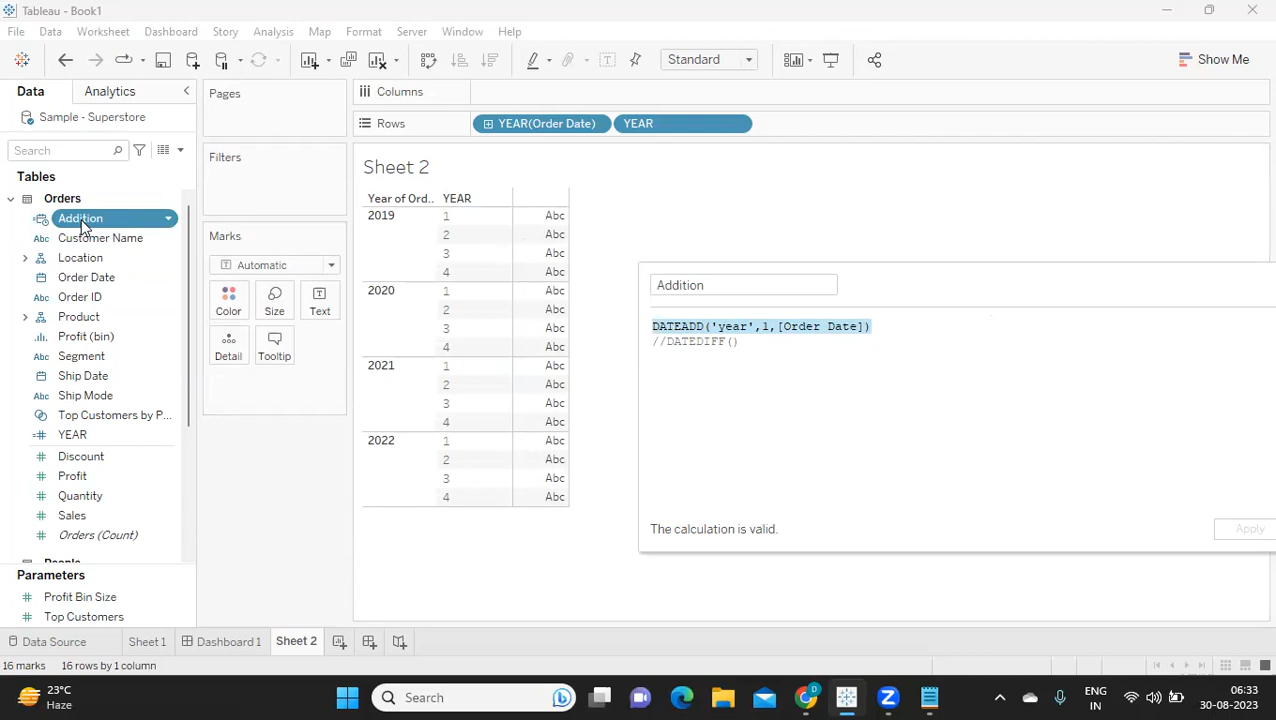 Tableau - Book1
File Data Worksheet Dashboard Story Analysis Map Format Server Window Help
Standard
Show Me
Data Analytics
Sample - Superstore
Search
Tables
Orders
Addition
Abc Customer Name
Location
Order Date
Abc Order ID
Product
Profit (bin)
Abc Segment
Ship Date
Abc Ship Mode
Top Customers by P...
YEAR
Discount
Profit
Quantity
Sales
Orders (Count)
Parameters
Profit Bin Size
Top Customers
Pages
Filters
Marks
Automatic
Color Size Text
Detail Tooltip
Columns
Rows YEAR(Order Date) YEAR
Sheet 2
Year of Ord.. YEAR
2019 1 Abc
2 Abc
3 Abc
4 Abc
2020 1 Abc
2 Abc
3 Abc
4 Abc
2021 1 Abc
2 Abc
3 Abc
4 Abc
2022 1 Abc
2 Abc
3 Abc
4 Abc
Addition
DATEADD('year',1,[Order Date])
//DATEDIFF()
The calculation is valid.
Apply
Data Source Sheet 1 Dashboard 1 Sheet 2
16 marks 16 rows by 1 column
23°C
Haze
Search
ENG
IN
06:33
30-08-2023